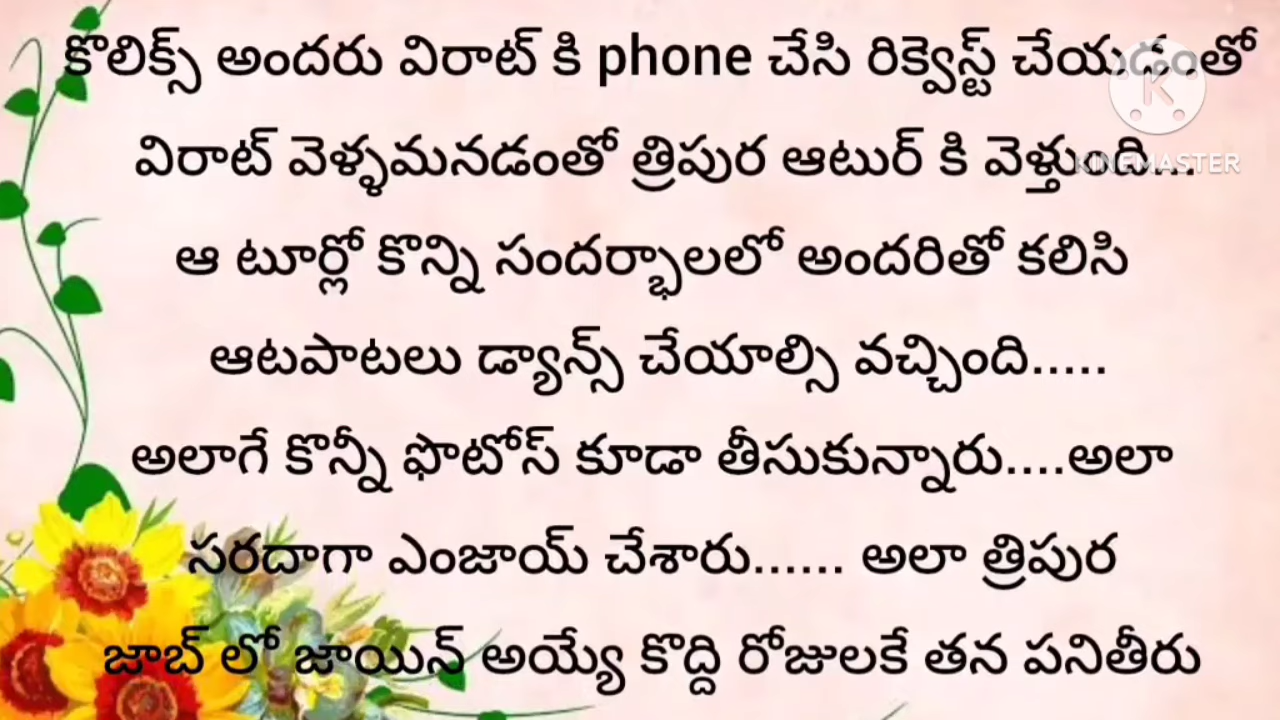 కొలిక్స్ అందరు విరాట్ కి phone చేసి రిక్వెస్ట్ చేయడంతో
విరాట్ వెళ్ళమనడంతో త్రిపుర ఆటుర్ కి వెళ్తుంది...
KINEMASTER
ఆ టూర్లో కొన్ని సందర్భాలలో అందరితో కలిసి
ఆటపాటలు డ్యాన్స్ చేయాల్సి వచ్చింది.....
అలాగే కొన్నీ ఫొటోస్ కూడా తీసుకున్నారు....అలా
సరదాగా ఎంజాయ్ చేశారు...... అలా త్రిపుర
జాబ్ లో జాయిన్ అయ్యే కొద్ది రోజులకే తన పనితీరు